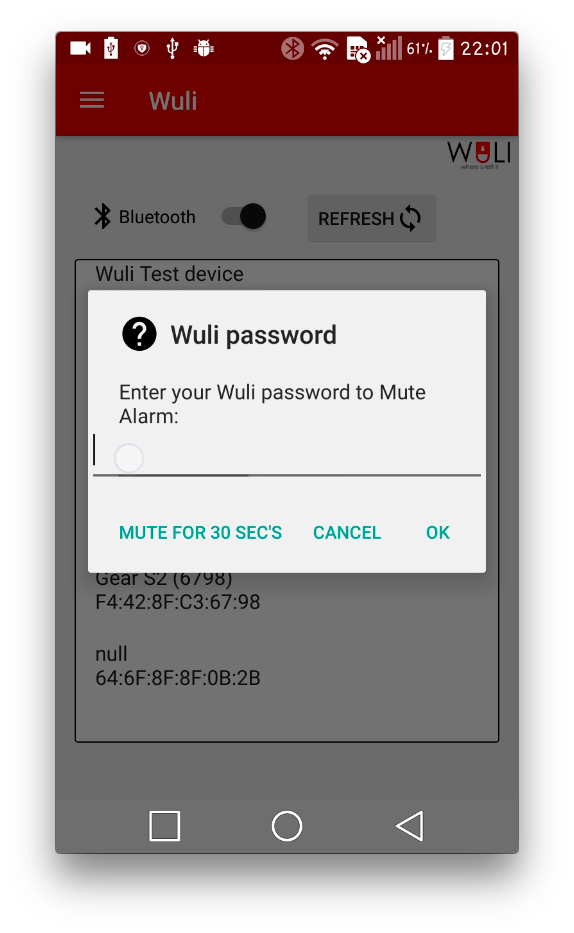 61% 22:01
Wuli
WULI
where u left it
Bluetooth REFRESH
Wuli Test device
Wuli password
Enter your Wuli password to Mute
Alarm:
MUTE FOR 30 SEC'S CANCEL OK
Gear S2 (6798)
F4:42:8F:C3:67:98
null
64:6F:8F:8F:0B:2B